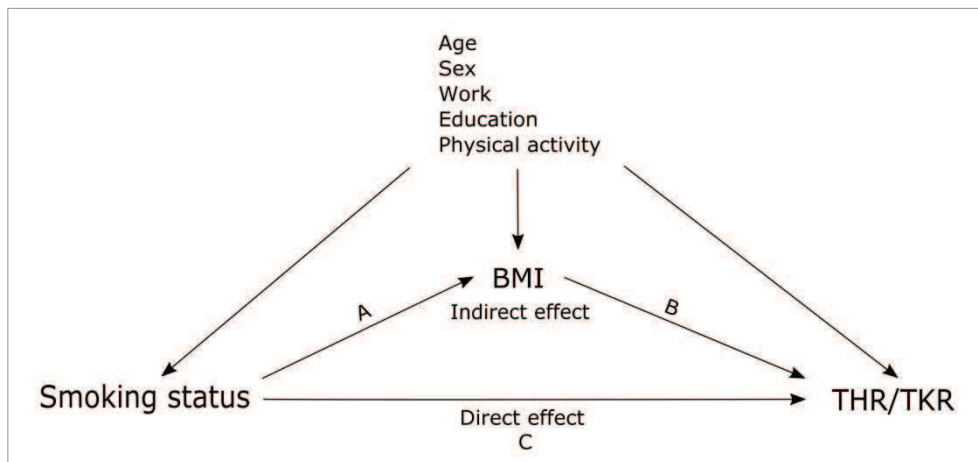 Age
Sex
Work
Education
Physical activity
BMI
Indirect effect
A
B
Smoking status
THR/TKR
Direct effect
C